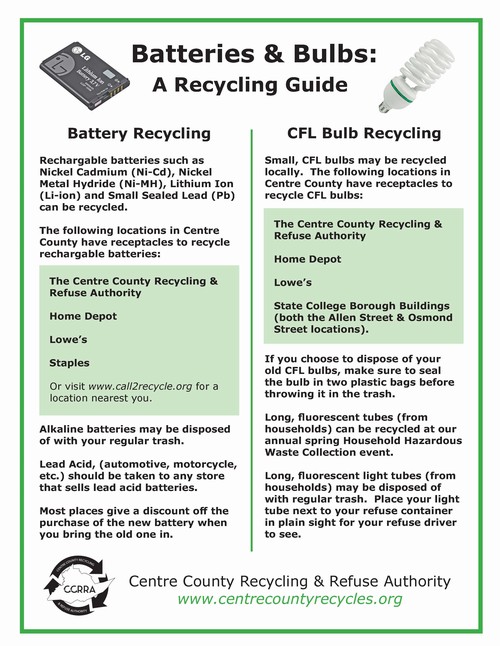 Batteries & Bulbs:
A Recycling Guide
LG
Lithium Ion
Battery Recycling
Rechargable batteries such as
Nickel Cadmium (Ni-Cd), Nickel
Metal Hydride (Ni-MH), Lithium Ion
(Li-ion) and Small Sealed Lead (Pb)
can be recycled.
The following locations in Centre
County have receptacles to recycle
rechargable batteries:
The Centre County Recycling &
Refuse Authority
Home Depot
Lowe's
Staples
Or visit www.call2recycle.org for a
location nearest you.
Alkaline batteries may be disposed
of with your regular trash.
Lead Acid, (automotive, motorcycle,
etc.) should be taken to any store
that sells lead acid batteries.
Most places give a discount off the
purchase of the new battery when
you bring the old one in.
CFL Bulb Recycling
Small, CFL bulbs may be recycled
locally.  The following locations in
Centre County have receptacles to
recycle CFL bulbs:
The Centre County Recycling &
Refuse Authority
Home Depot
Lowe's
State College Borough Buildings
(both the Allen Street & Osmond
Street locations).
If you choose to dispose of your
old CFL bulbs, make sure to seal
the bulb in two plastic bags before
throwing it in the trash.
Long, fluorescent tubes (from
households) can be recycled at our
annual spring Household Hazardous
Waste Collection event.
Long, fluorescent light tubes (from
households) may be disposed of
with regular trash.  Place your light
tube next to your refuse container
in plain sight for your refuse driver
to see.
CENTRE COUNTY RECYCLING
CCRRA
& REFUSE AUTHORITY
Centre County Recycling & Refuse Authority
www.centrecountyrecycles.org